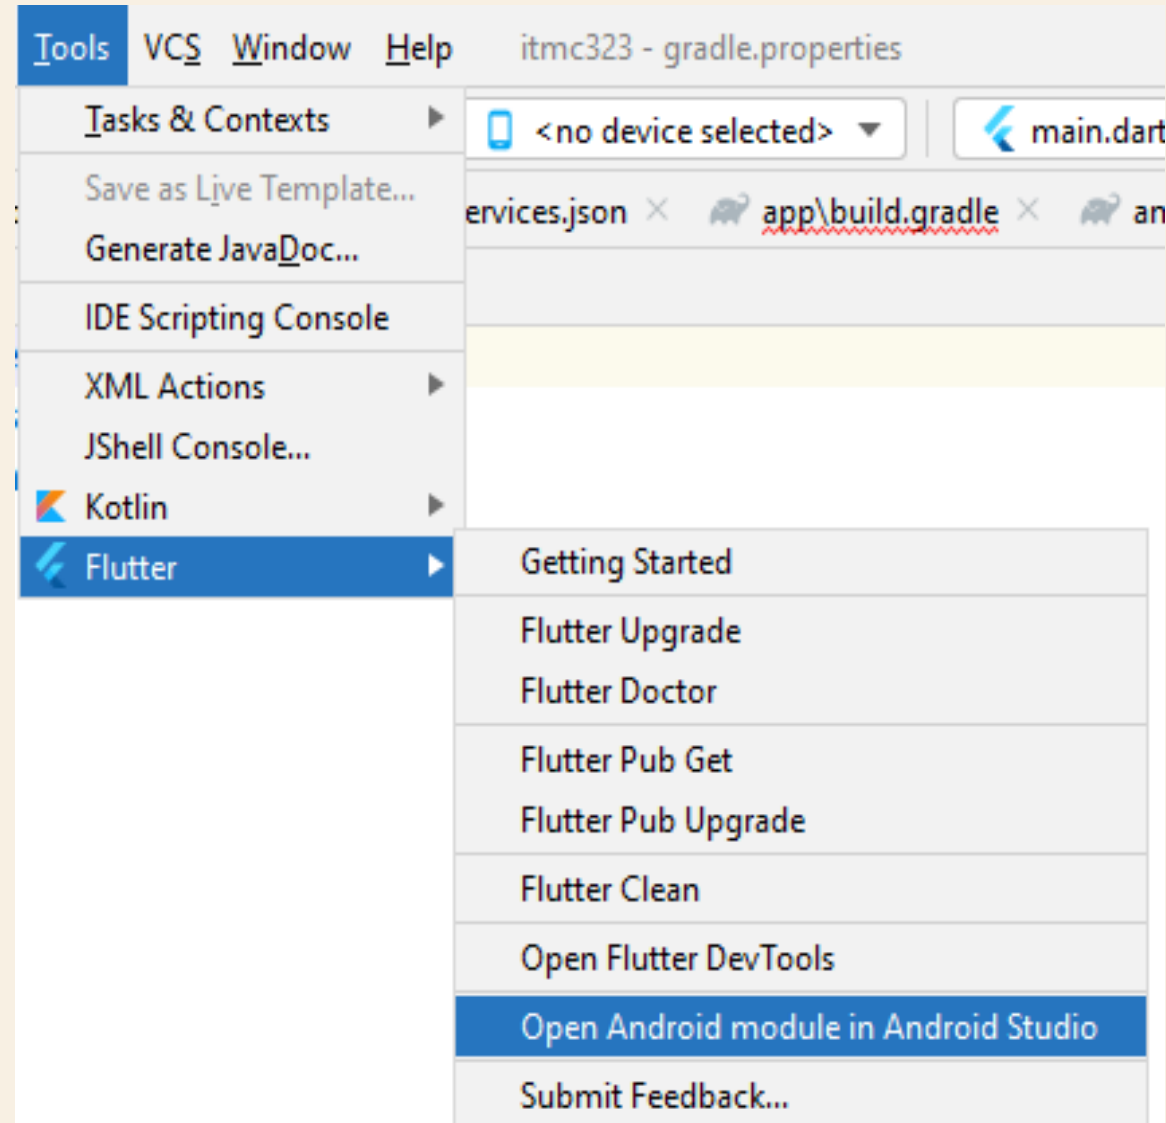 Tools VCS Window Help itmc323 - gradle.properties
Tasks & Contexts
<no device selected>
main.dart
Save as Live Template...
ervices.json
app\build.gradle
an
Generate JavaDoc...
IDE Scripting Console
XML Actions
JShell Console...
Kotlin
Flutter
Getting Started
Flutter Upgrade
Flutter Doctor
Flutter Pub Get
Flutter Pub Upgrade
Flutter Clean
Open Flutter DevTools
Open Android module in Android Studio
Submit Feedback...